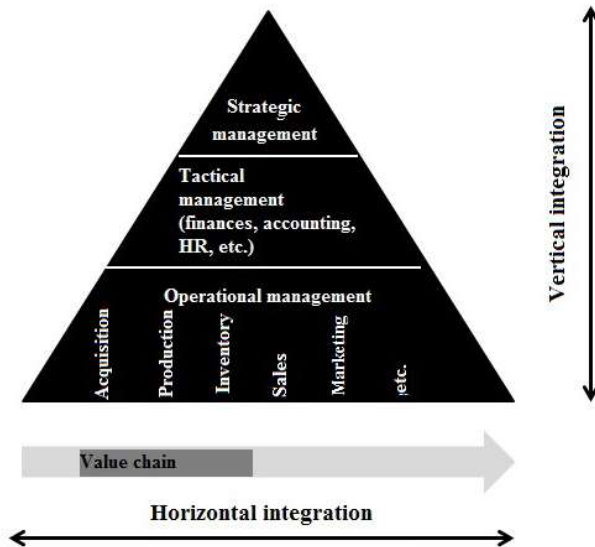 Strategic
management
Tactical
management
(finances, accounting,
HR, etc.)
Operational management
Acquisition
Production
Inventory
Sales
Marketing
etc.
Vertical integration
Value chain
Horizontal integration